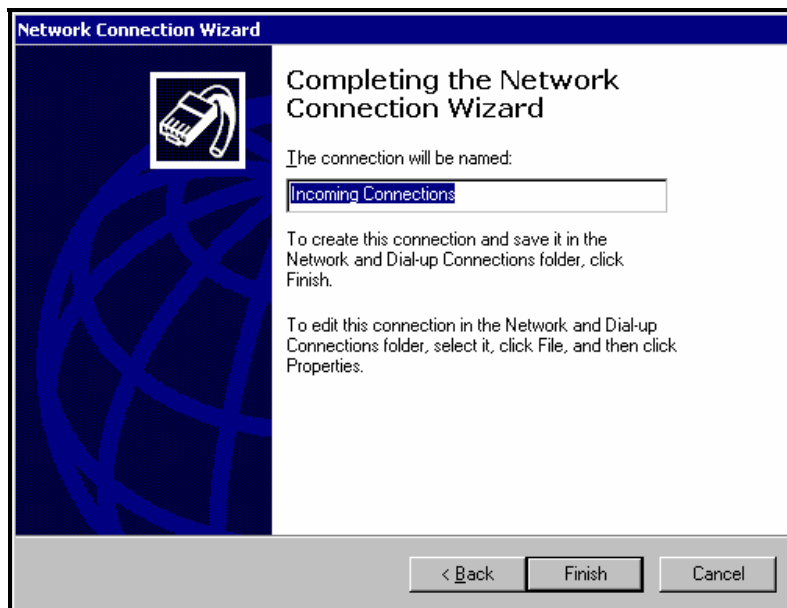 Network Connection Wizard
Completing the Network
Connection Wizard
The connection will be named:
Incoming Connections
To create this connection and save it in the
Network and Dial-up Connections folder, click
Finish.
To edit this connection in the Network and Dial-up
Connections folder, select it, click File, and then click
Properties.
< Back
Finish
Cancel